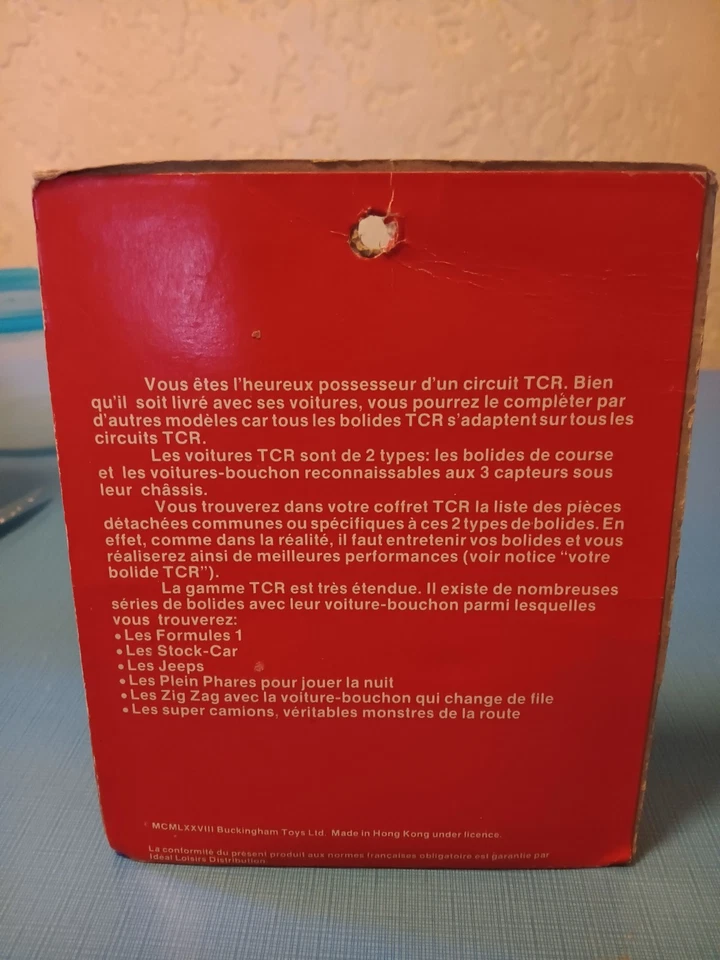 Vous êtes l'heureux possesseur d'un circuit TCR. Bien
qu'il soit livré avec ses voitures, vous pourrez le compléter par
d'autres modèles car tous les bolides TCR s'adaptent sur tous les
circuits TCR.
Les voitures TCR sont de 2 types: les bolides de course
et les voitures-bouchon reconnaissables aux 3 capteurs sous
leur châssis.
Vous trouverez dans votre coffret TCR la liste des pièces
détachées communes ou spécifiques à ces 2 types de bolides. En
effet, comme dans la réalité, il faut entretenir vos bolides et vous
réaliserez ainsi de meilleures performances (voir notice "votre
bolide TCR").
La gamme TCR est très étendue. Il existe de nombreuses
séries de bolides avec leur voiture-bouchon parmi lesquelles
vous trouverez:
• Les Formules 1
• Les Stock-Car
• Les Jeeps
• Les Plein Phares pour jouer la nuit
• Les Zig Zag avec la voiture-bouchon qui change de file
• Les super camions, véritables monstres de la route
© MCMLXXVIII Buckingham Toys Ltd. Made in Hong Kong under licence.
La conformité du présent produit aux normes françaises obligatoire est garantie par
Idéal Loisirs Distribution.